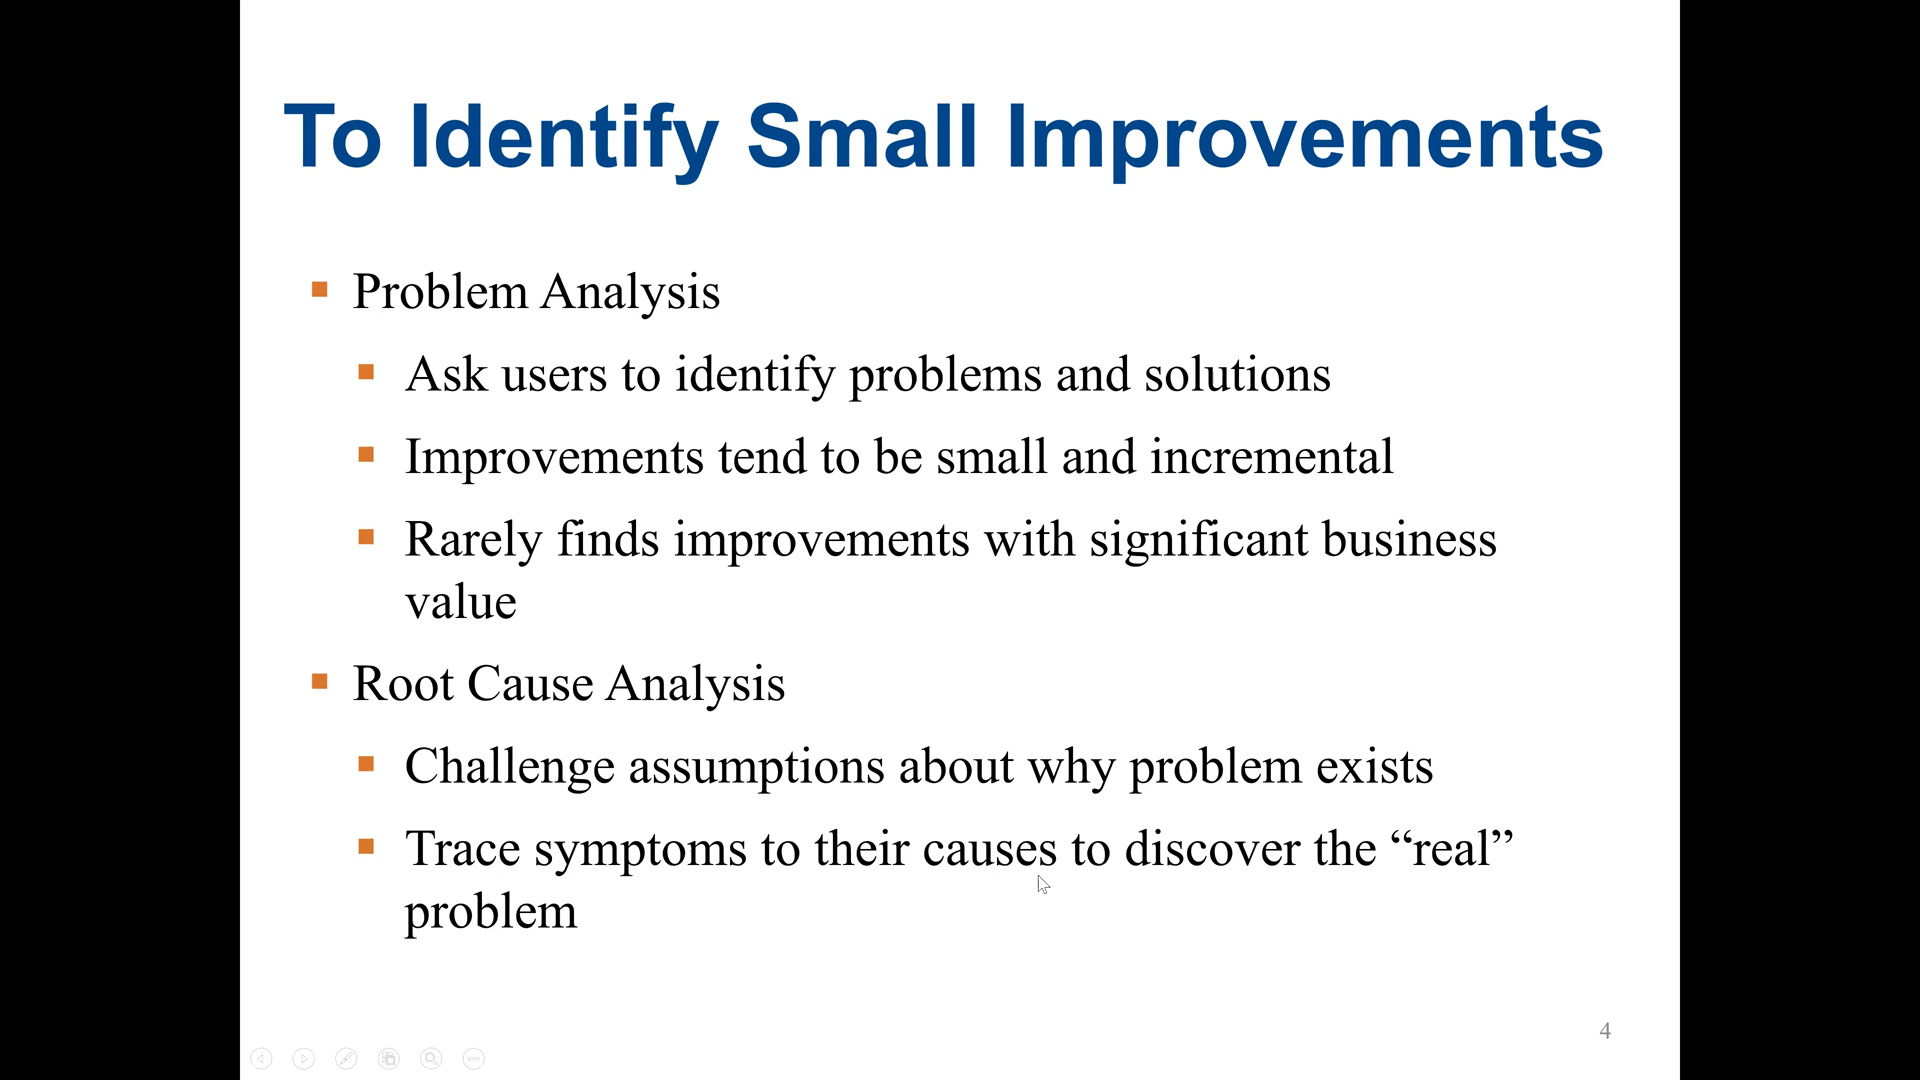 To Identify Small Improvements
Problem Analysis
Ask users to identify problems and solutions
Improvements tend to be small and incremental
Rarely finds improvements with significant business
value
Root Cause Analysis
Challenge assumptions about why problem exists
Trace symptoms to their causes to discover the “real”
problem
4